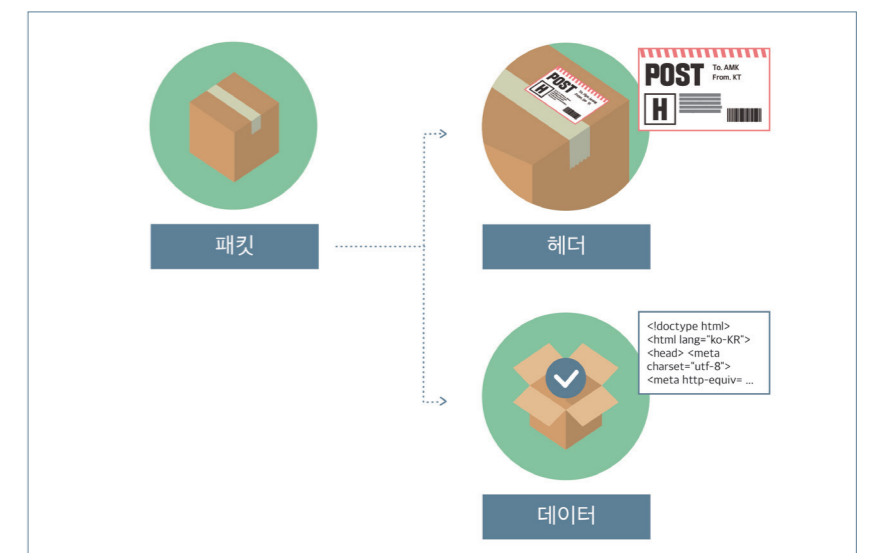 POST
To. AMK
From. KT
H
POST
H
패킷
헤더
<!doctype html>
<html lang="ko-KR">
<head> <meta
charset="utf-8">
<meta http-equiv= ...
데이터